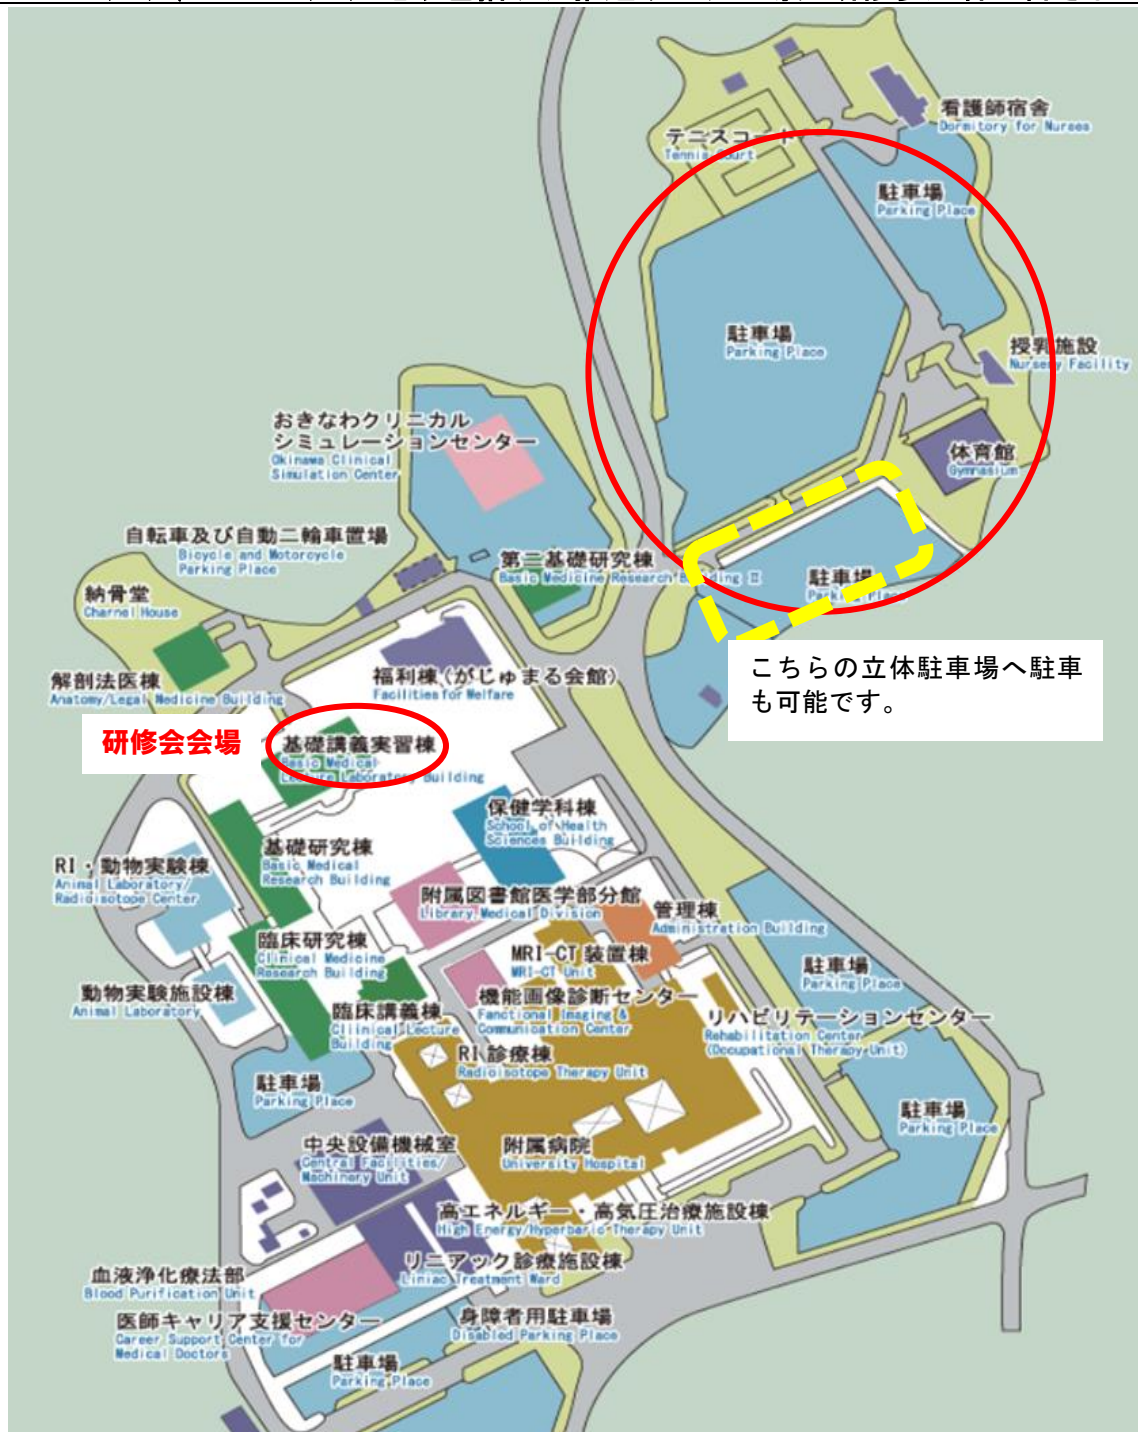 看護師宿舎
Dormitory for Nurses
テニスコート
Tennis Court
駐車場
Parking Place
駐車場
Parking Place
授乳施設
Nursery Facility
体育館
Gymnasium
おきなわクリニカル
シミュレーションセンター
Okinawa Clinical
Simulation Center
自転車及び自動二輪車置場
Bicycle and Motorcycle
Parking Place
第二基礎研究棟
Basic Medicine Research Building II
駐車場
Parking Place
納骨堂
Charnel House
こちらの立体駐車場へ駐車
も可能です。
解剖法医棟
Anatomy/Legal Medicine Building
福利棟(がじゅまる会館)
Facilities for Welfare
研修会会場
基礎講義実習棟
Basic Medical
Lecture Laboratory Building
保健学科棟
School of Health
Sciences Building
基礎研究棟
Basic Medical
Research Building
RI・動物実験棟
Animal Laboratory/
Radioisotope Center
附属図書館医学部分館
Library Medical Division
管理棟
Administration Building
臨床研究棟
Clinical Medicine
Research Building
MRI-CT 装置棟
MRI-CT Unit
駐車場
Parking Place
動物実験施設棟
Animal Laboratory
臨床講義棟
Cliinical Lecture
Building
機能画像診断センター
Fanctional Imaging &
Communication Center
リハビリテーションセンター
Rehabilitation Center
(Occupational Therapy Unit)
RI 診療棟
Radioisotope Therapy Unit
駐車場
Parking Place
駐車場
Parking Place
中央設備機械室
Central Facilities/
Machinery Unit
附属病院
University Hospital
高エネルギー・高気圧治療施設棟
High Energy/Hyperbaric Therapy Unit
リニアック診療施設棟
Liniac Treatment Ward
血液浄化療法部
Blood Purification Unit
医師キャリア支援センター
Career Support Center for
Medical Doctors
身障者用駐車場
Disabled Parking Place
駐車場
Parking Place